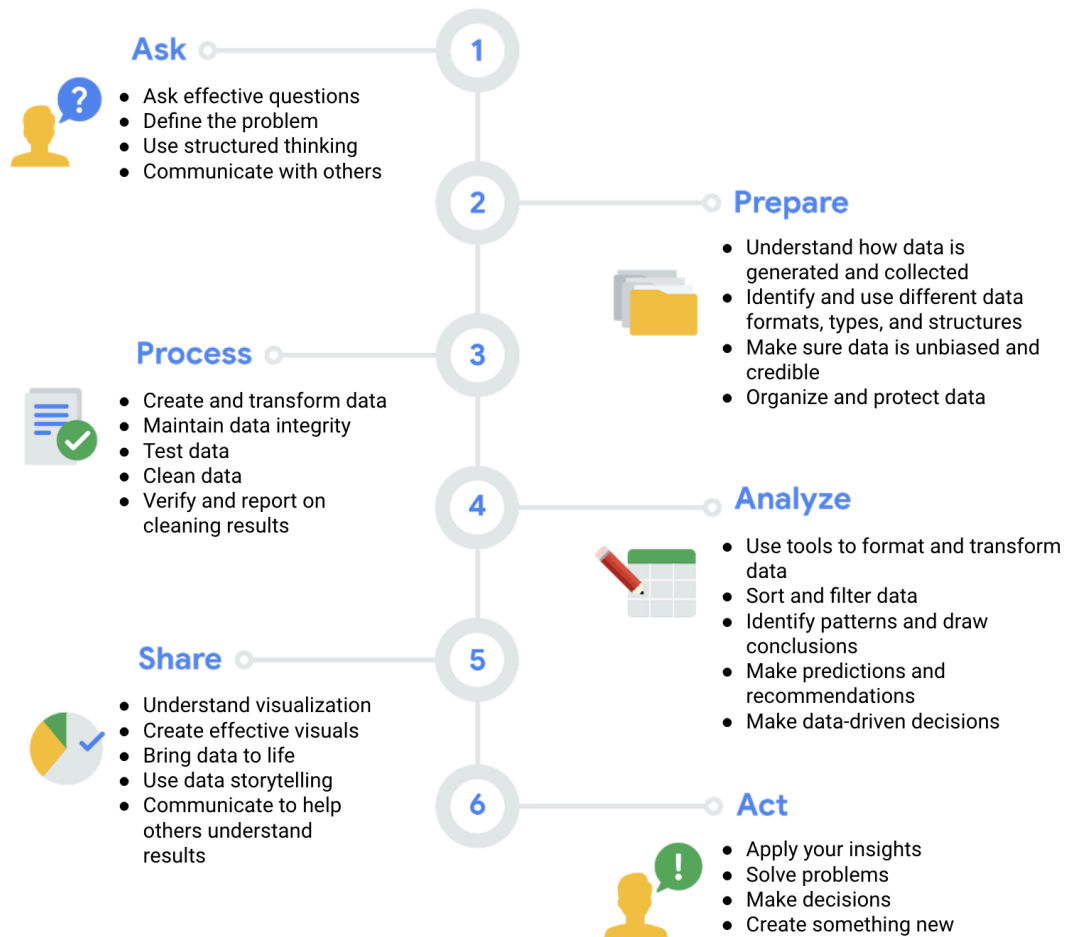 Ask
1
?
● Ask effective questions
● Define the problem
● Use structured thinking
● Communicate with others
2
Prepare
● Understand how data is
generated and collected
● Identify and use different data
formats, types, and structures
● Make sure data is unbiased and
credible
● Organize and protect data
3
Process
● Create and transform data
● Maintain data integrity
● Test data
● Clean data
● Verify and report on
cleaning results
4
Analyze
● Use tools to format and transform
data
● Sort and filter data
● Identify patterns and draw
conclusions
● Make predictions and
recommendations
● Make data-driven decisions
5
Share
● Understand visualization
● Create effective visuals
● Bring data to life
● Use data storytelling
● Communicate to help
others understand
results
6
Act
!
● Apply your insights
● Solve problems
● Make decisions
● Create something new